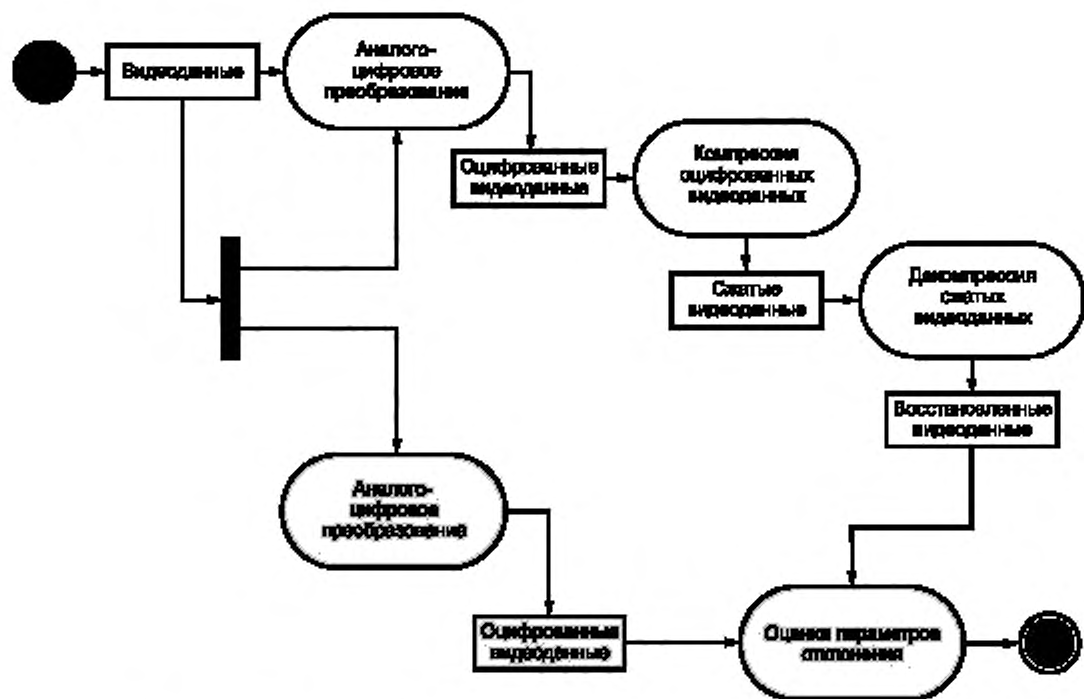 Видеоданные
Аналого-
цифровое
преобразование
Оцифрованные
видеоданные
Компрессия
оцифрованных
видеоданных
Сжатые
видеоданные
Декомпрессия
сжатых
видеоданных
Восстановленные
видеоданные
Аналого-
цифровое
преобразование
Оцифрованные
видеоданные
Оценка параметров
отклонения